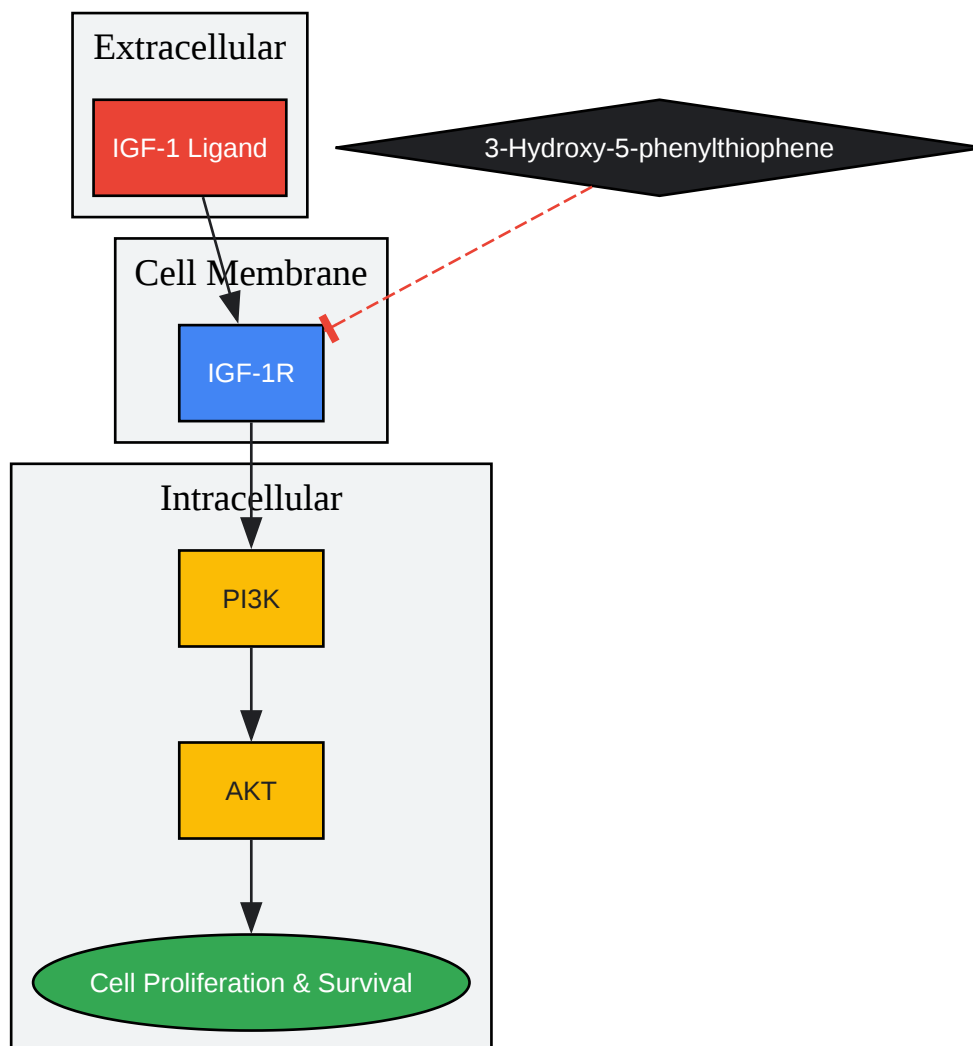 Extracellular
IGF-1 Ligand
3-Hydroxy-5-phenylthiophene
Cell Membrane
IGF-1R
Intracellular
PI3K
AKT
Cell Proliferation & Survival